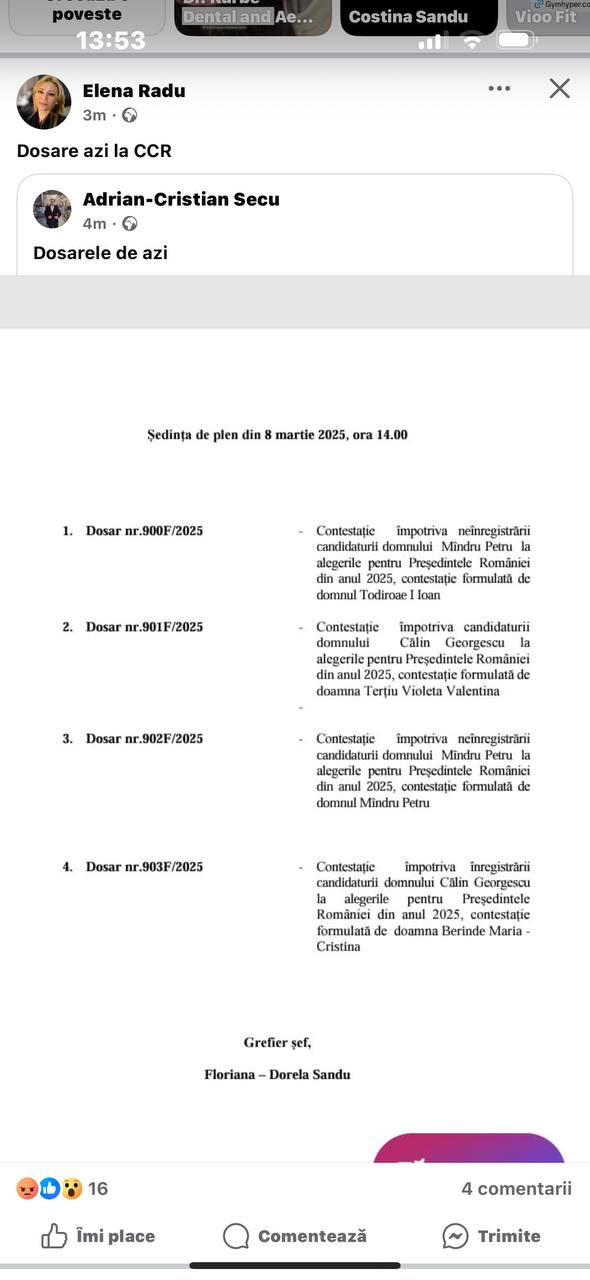 poveste
Dental and Ae...
Costina Sandu
Vioo Fit
Gymhyper.co
13:53
Elena Radu
3m ·
Dosare azi la CCR
Adrian-Cristian Secu
4m ·
Dosarele de azi
Ședința de plen din 8 martie 2025, ora 14.00
1. Dosar nr.900F/2025
- Contestație împotriva neînregistrării
candidaturii domnului Mîndru Petru la
alegerile pentru Președintele României
din anul 2025, contestație formulată de
domnul Todiroae I Ioan
2. Dosar nr.901F/2025
- Contestație împotriva candidaturii
domnului Călin Georgescu la
alegerile pentru Președintele României
din anul 2025, contestație formulată de
doamna Terțiu Violeta Valentina
-
3. Dosar nr.902F/2025
- Contestație împotriva neînregistrării
candidaturii domnului Mîndru Petru la
alegerile pentru Președintele României
din anul 2025, contestație formulată de
domnul Mîndru Petru
4. Dosar nr.903F/2025
- Contestație împotriva înregistrării
candidaturii domnului Călin Georgescu
la alegerile pentru Președintele
României din anul 2025, contestație
formulată de doamna Berinde Maria -
Cristina
Grefier șef,
Floriana – Dorela Sandu
16
4 comentarii
Îmi place
Comentează
Trimite